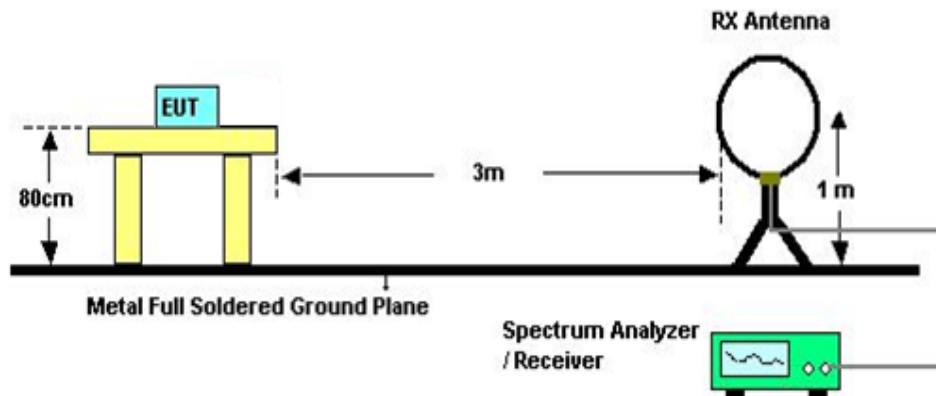 RX Antenna
EUT
3m
80cm
1 m
Metal Full Soldered Ground Plane
Spectrum Analyzer
/ Receiver